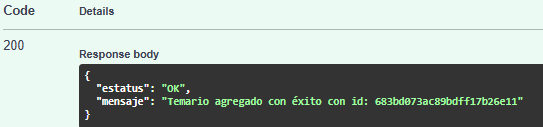 Code Details
200
Response body
{
"estatus": "OK",
"mensaje": "Temario agregado con éxito con id: 683bd073ac89bdff17b26e11"
}